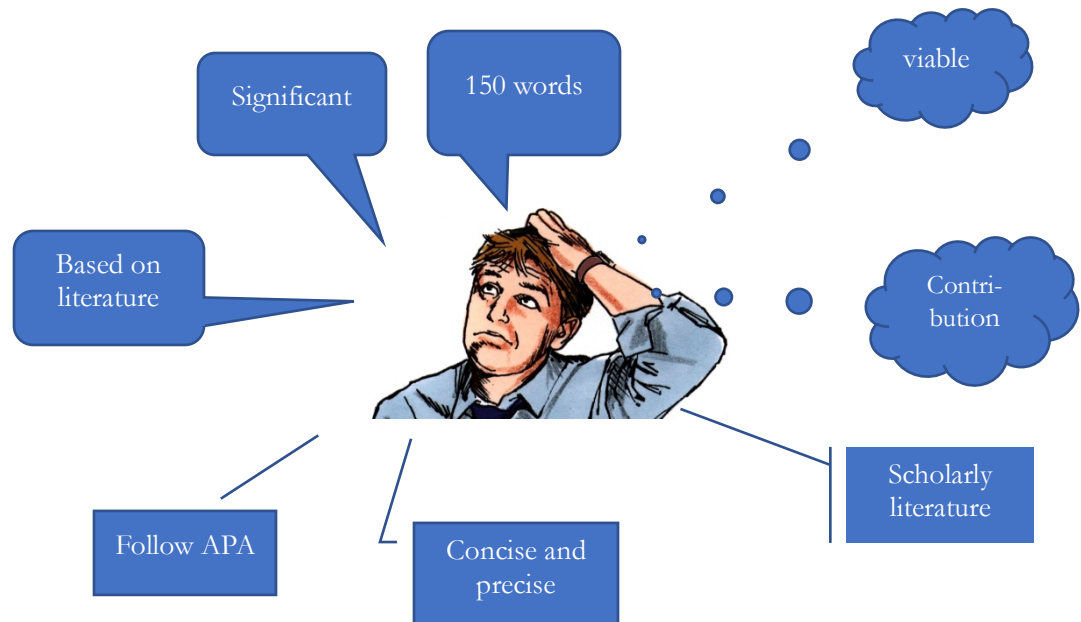 viable
150 words
Significant
Based on
literature
Contri-
bution
Scholarly
literature
Follow APA
Concise and
precise